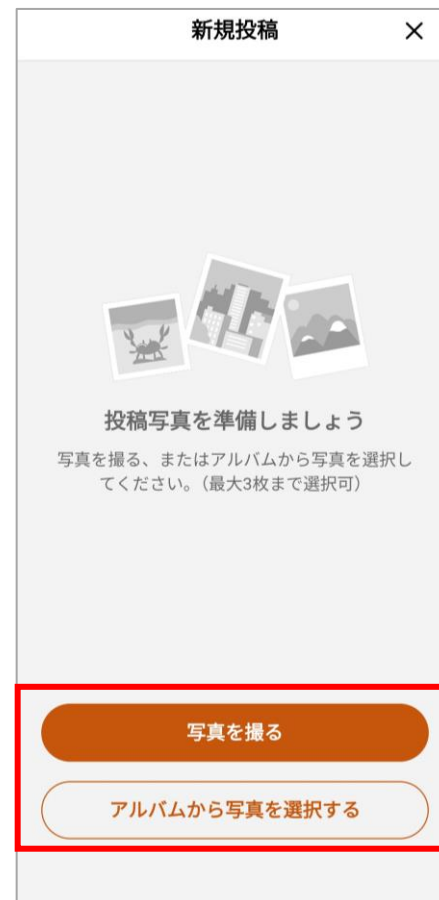 新規投稿
投稿写真を準備しましょう
写真を撮る、またはアルバムから写真を選択し
てください。（最大3枚まで選択可）
写真を撮る
アルバムから写真を選択する